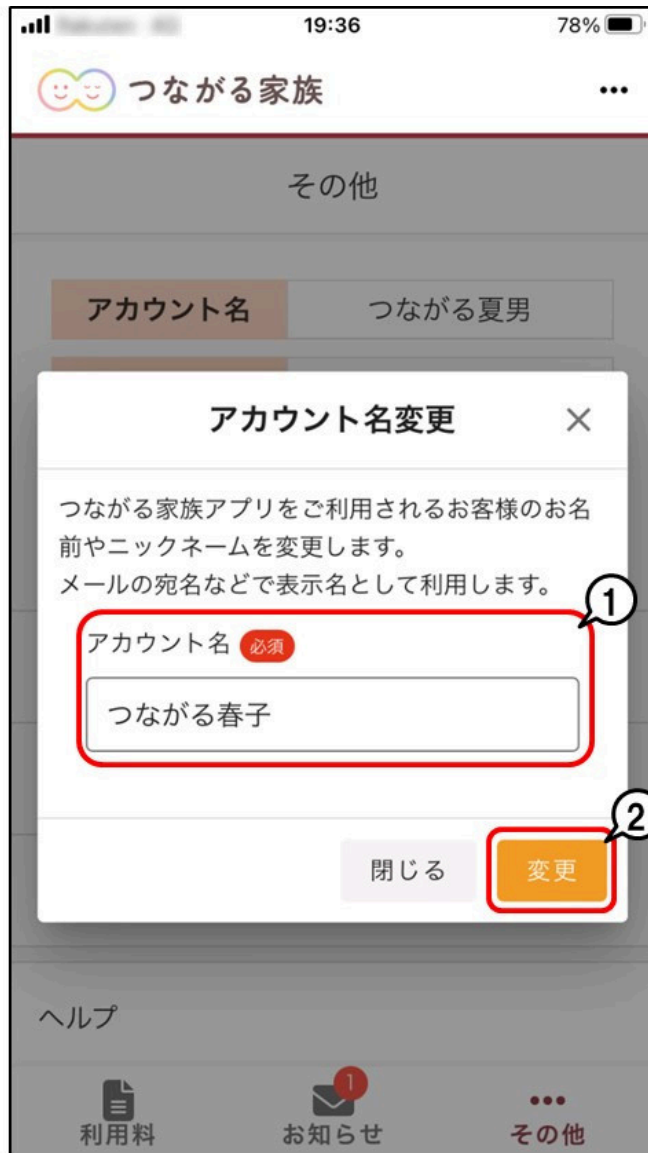 19:36
78%
つながる家族
その他
アカウント名 つながる夏男
アカウント名変更
つながる家族アプリをご利用されるお客様のお名
前やニックネームを変更します。
メールの宛名などで表示名として利用します。
1
アカウント名 必須
つながる春子
2
閉じる 変更
ヘルプ
1
利用料 お知らせ その他